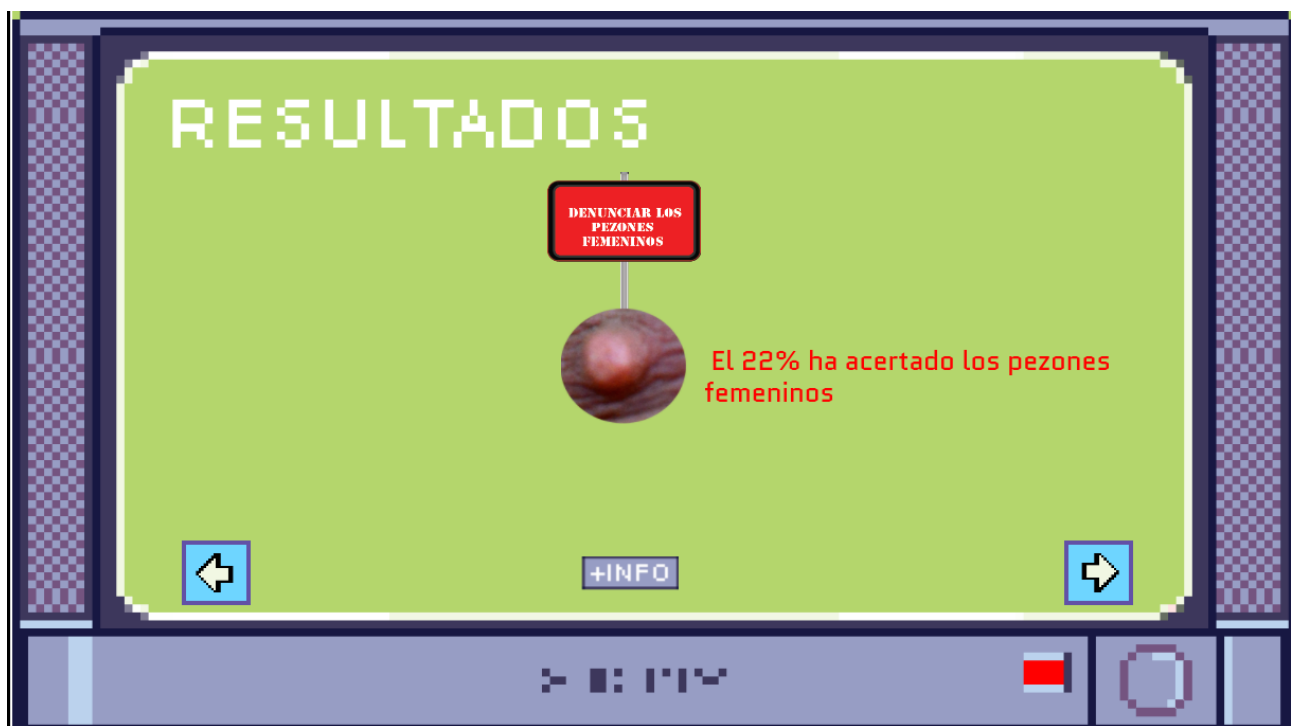 RESULTADOS
DENUNCIAR LOS
PEZONES
FEMENINOS
El 22% ha acertado los pezones
femeninos
+INFO